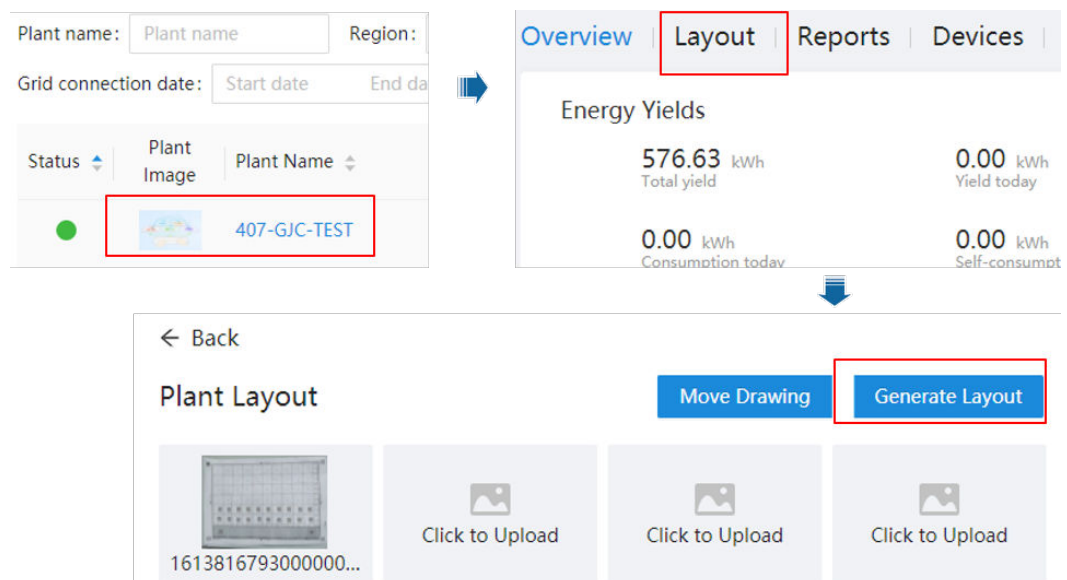 Plant name: Plant name Region:
Grid connection date: Start date End da
Status Plant Image Plant Name
407-GJC-TEST
Overview Layout Reports Devices
Energy Yields
576.63 kWh 0.00 kWh
Total yield Yield today
0.00 kWh 0.00 kWh
Consumption today Self-consumpt
← Back
Plant Layout Move Drawing Generate Layout
1613816793000000... Click to Upload Click to Upload Click to Upload